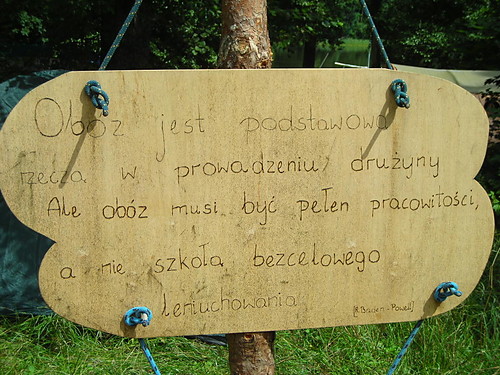 Obóz jest podstawową
rzeczą w prowadzeniu drużyny
Ale obóz musi być pełen pracowitości,
a nie szkołą bezcelowego
leniuchowania
[R. Baden-Powell]